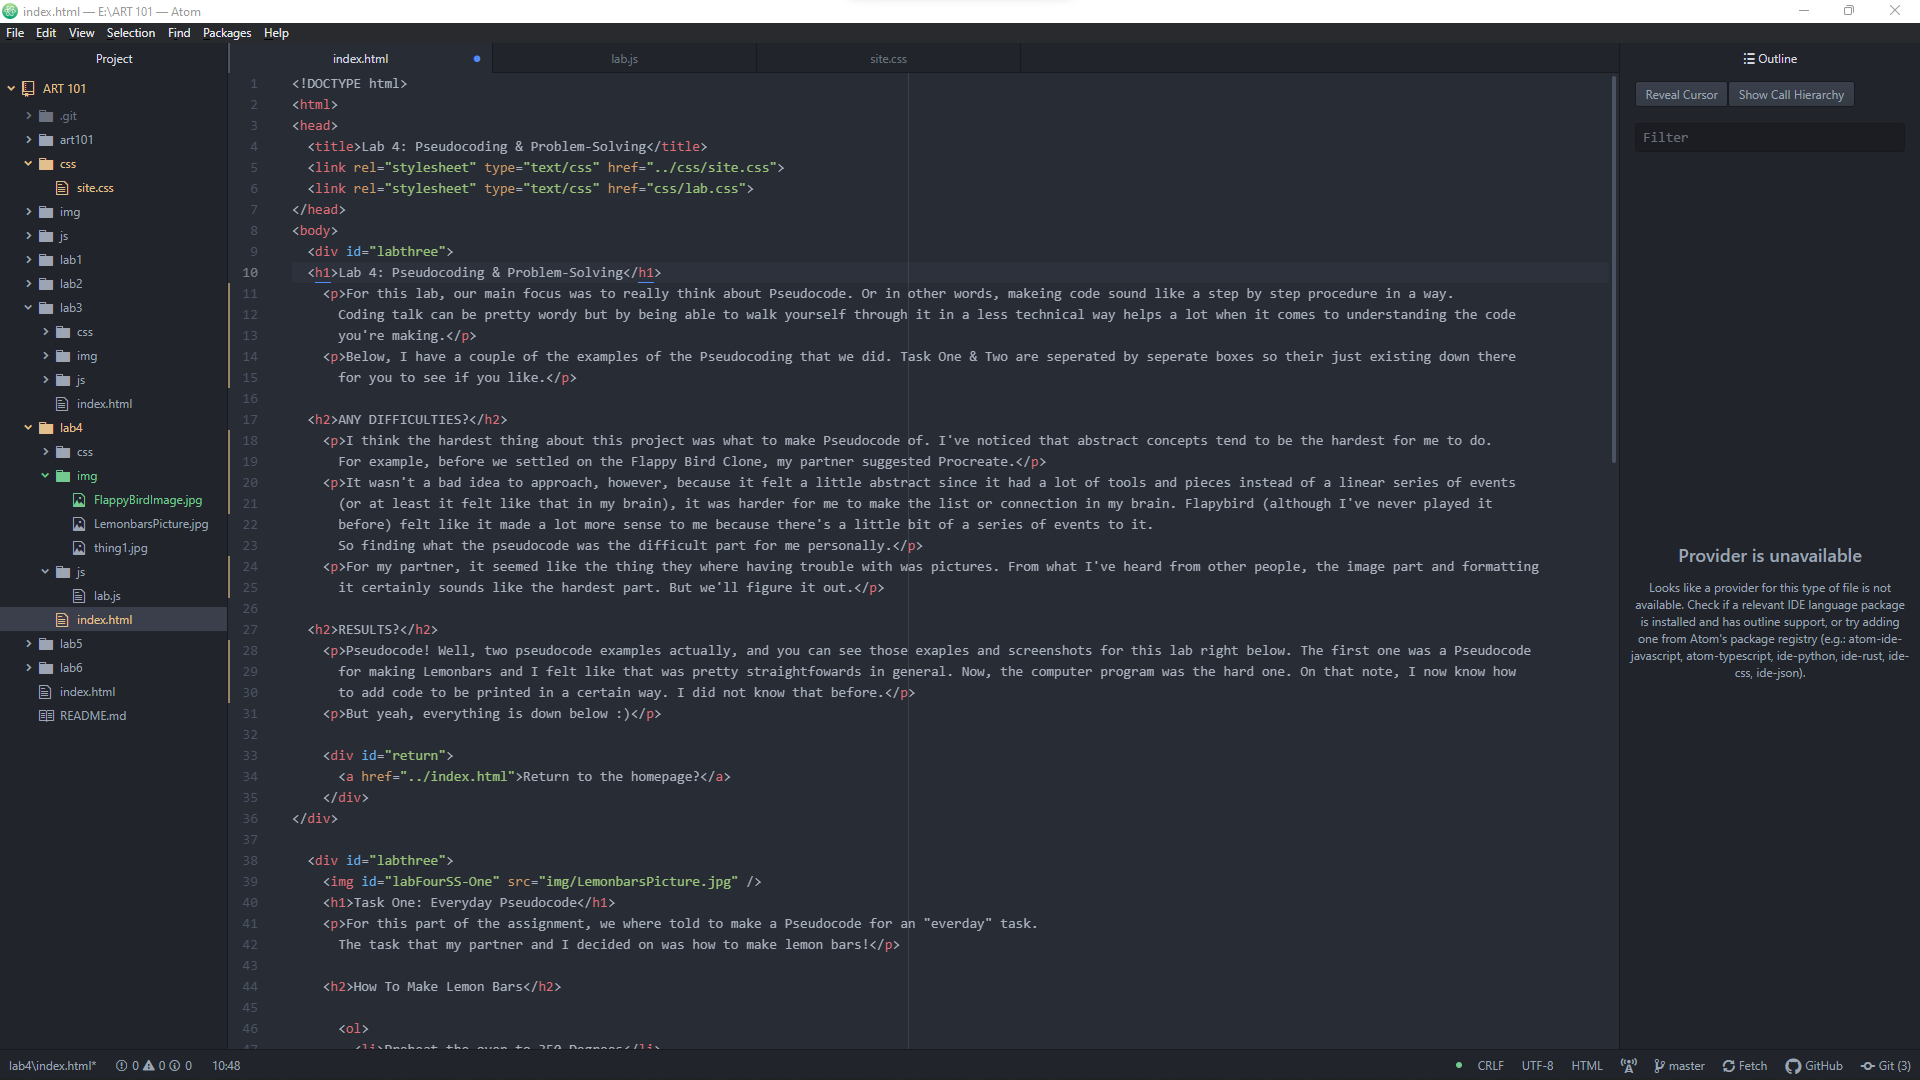 index.html — E:\ART 101 — Atom
File Edit View Selection Find Packages Help
Project
ART 101
.git
art101
css
site.css
img
js
lab1
lab2
lab3
css
img
js
index.html
lab4
css
img
FlappyBirdImage.jpg
LemonbarsPicture.jpg
thing1.jpg
js
lab.js
index.html
lab5
lab6
index.html
README.md
index.html lab.js site.css
1 <!DOCTYPE html>
2 <html>
3 <head>
4 <title>Lab 4: Pseudocoding & Problem-Solving</title>
5 <link rel="stylesheet" type="text/css" href="../css/site.css">
6 <link rel="stylesheet" type="text/css" href="css/lab.css">
7 </head>
8 <body>
9 <div id="labthree">
10 <h1>Lab 4: Pseudocoding & Problem-Solving</h1>
11 <p>For this lab, our main focus was to really think about Pseudocode. Or in other words, makeing code sound like a step by step procedure in a way.
12 Coding talk can be pretty wordy but by being able to walk yourself through it in a less technical way helps a lot when it comes to understanding the code
13 you're making.</p>
14 <p>Below, I have a couple of the examples of the Pseudocoding that we did. Task One & Two are seperated by seperate boxes so their just existing down there
15 for you to see if you like.</p>
16
17 <h2>ANY DIFFICULTIES?</h2>
18 <p>I think the hardest thing about this project was what to make Pseudocode of. I've noticed that abstract concepts tend to be the hardest for me to do.
19 For example, before we settled on the Flappy Bird Clone, my partner suggested Procreate.</p>
20 <p>It wasn't a bad idea to approach, however, because it felt a little abstract since it had a lot of tools and pieces instead of a linear series of events
21 (or at least it felt like that in my brain), it was harder for me to make the list or connection in my brain. Flapybird (although I've never played it
22 before) felt like it made a lot more sense to me because there's a little bit of a series of events to it.
23 So finding what the pseudocode was the difficult part for me personally.</p>
24 <p>For my partner, it seemed like the thing they where having trouble with was pictures. From what I've heard from other people, the image part and formatting
25 it certainly sounds like the hardest part. But we'll figure it out.</p>
26
27 <h2>RESULTS?</h2>
28 <p>Pseudocode! Well, two pseudocode examples actually, and you can see those exaples and screenshots for this lab right below. The first one was a Pseudocode
29 for making Lemonbars and I felt like that was pretty straightfowards in general. Now, the computer program was the hard one. On that note, I now know how
30 to add code to be printed in a certain way. I did not know that before.</p>
31 <p>But yeah, everything is down below :)</p>
32
33 <div id="return">
34 <a href="../index.html">Return to the homepage?</a>
35 </div>
36 </div>
37
38 <div id="labthree">
39 <img id="labFourSS-One" src="img/LemonbarsPicture.jpg" />
40 <h1>Task One: Everyday Pseudocode</h1>
41 <p>For this part of the assignment, we where told to make a Pseudocode for an "everday" task.
42 The task that my partner and I decided on was how to make lemon bars!</p>
43
44 <h2>How To Make Lemon Bars</h2>
45
46 <ol>
47 <li>Preheat the oven to 350 Degrees</li>
Outline
Reveal Cursor Show Call Hierarchy
Filter
Provider is unavailable
Looks like a provider for this type of file is not
available. Check if a relevant IDE language package
is installed and has outline support, or try adding
one from Atom's package registry (e.g.: atom-ide-
javascript, atom-typescript, ide-python, ide-rust, ide-
css, ide-json).
lab4\index.html* 0 0 0 10:48 CRLF UTF-8 HTML master Fetch GitHub Git (3)